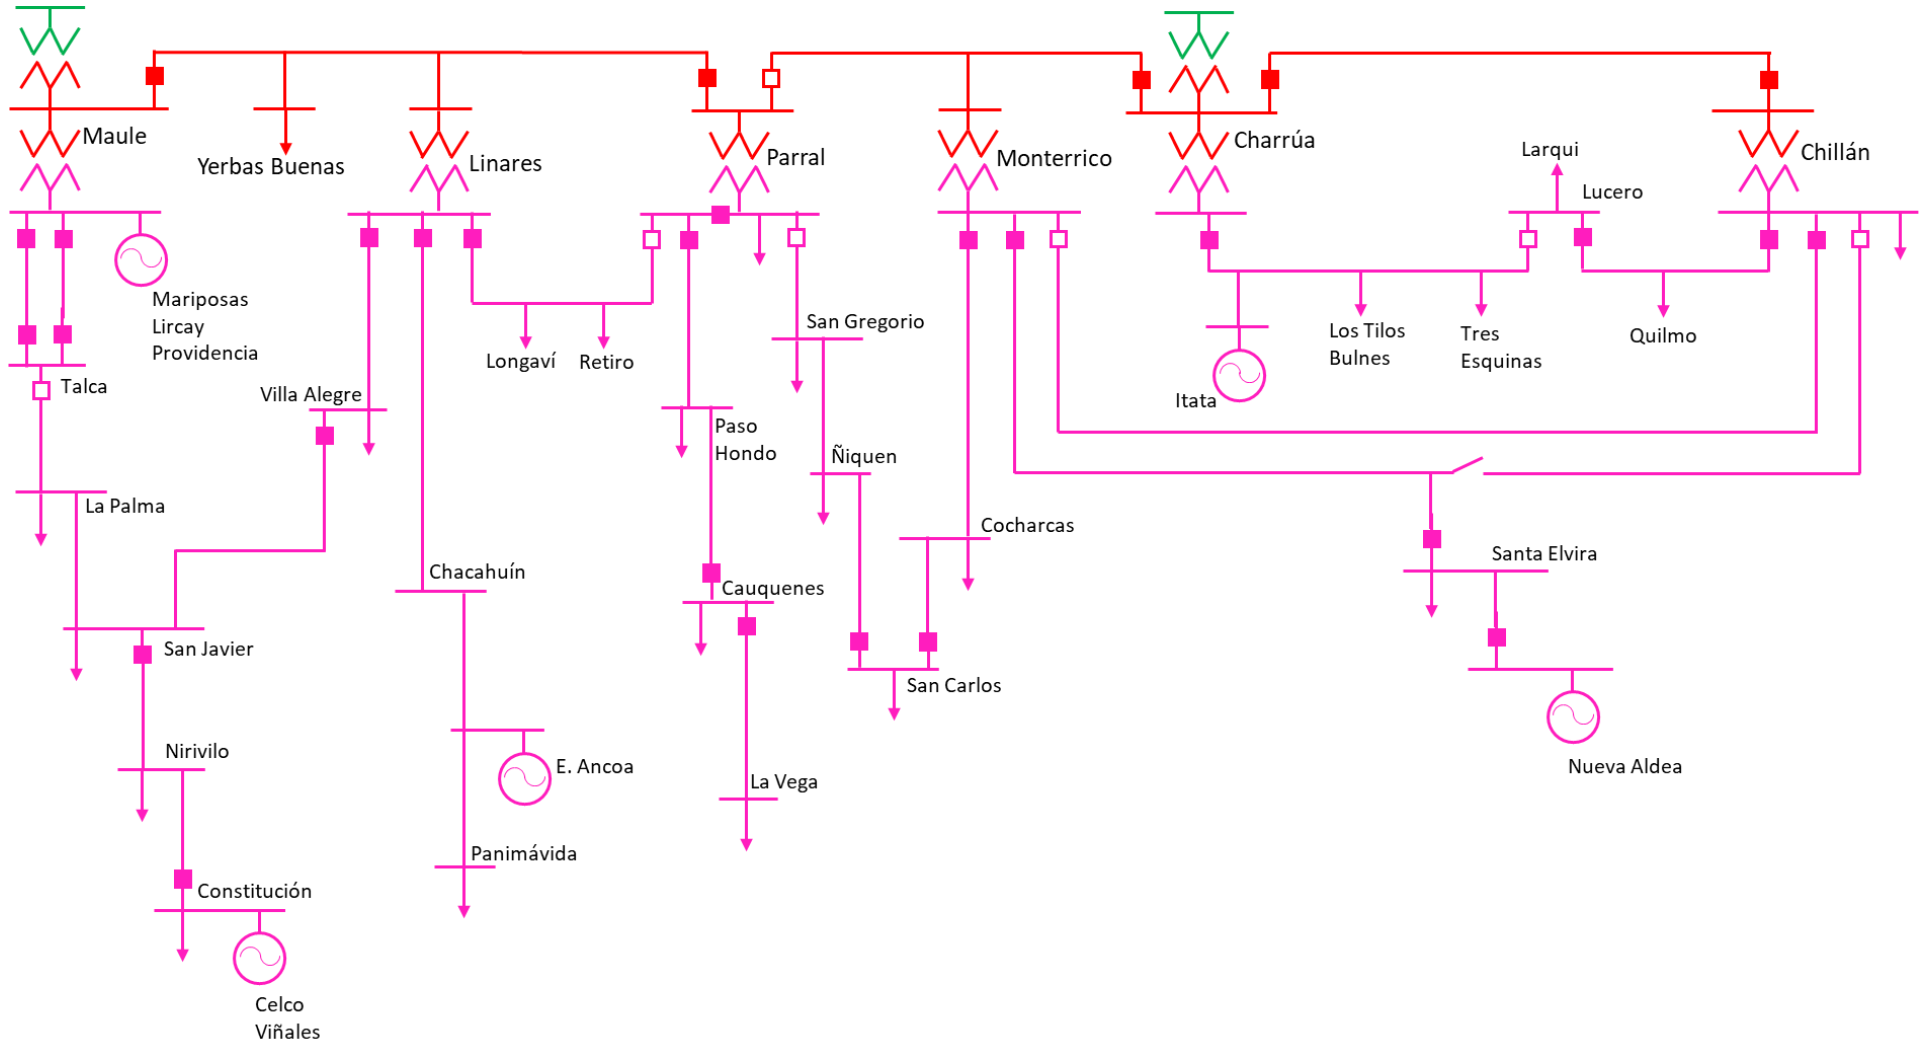 Maule
Yerbas Buenas
Linares
Parral
Monterrico
Charrúa
Larqui
Lucero
Chillán
Mariposas
Lircay
Providencia
Talca
Villa Alegre
Longaví
Retiro
San Gregorio
Itata
Los Tilos
Bulnes
Tres
Esquinas
Quilmo
Paso
Hondo
Ñiquen
La Palma
Cocharcas
Santa Elvira
Chacahuín
Cauquenes
San Javier
San Carlos
Nirivilo
E. Ancoa
La Vega
Nueva Aldea
Panimávida
Constitución
Celco
Viñales